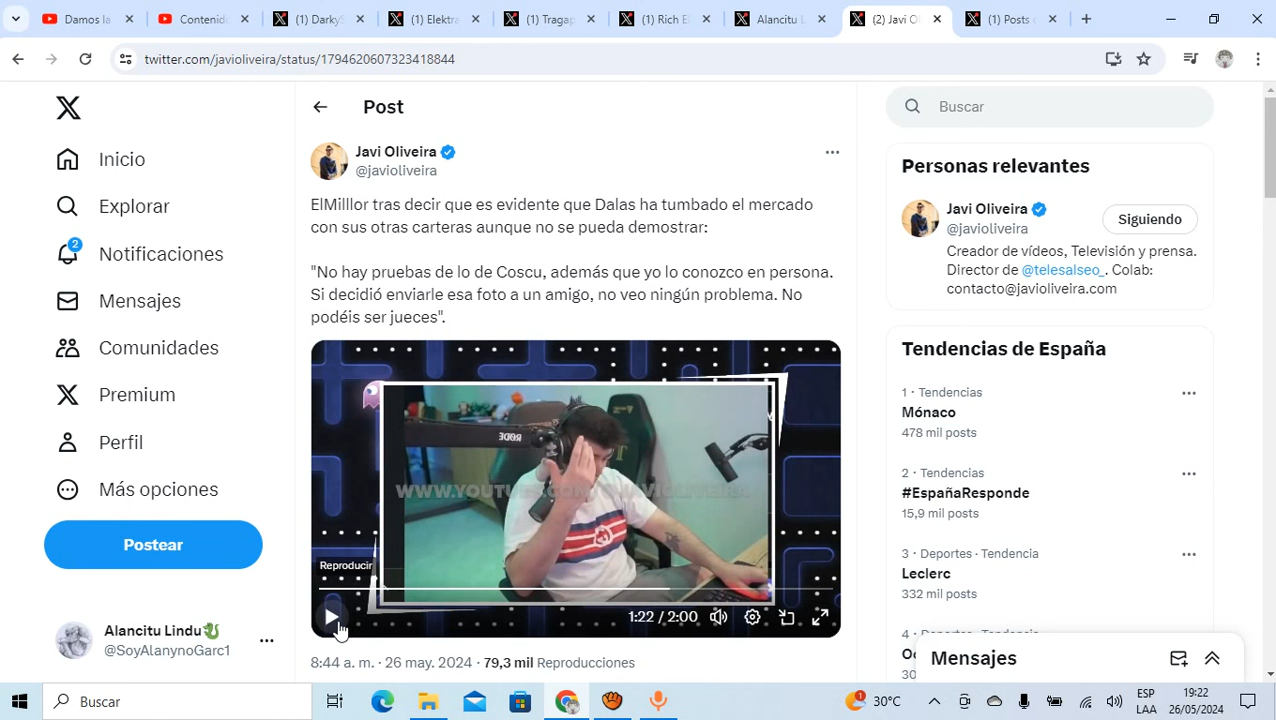 Damos la
Contenido
(1) Darky
(1) Elektra
(1) Tragap
(1) Rich El
Alancitu L
(2) Javi O
(1) Posts
twitter.com/javioliveira/status/1794620607323418844
Post
Buscar
Javi Oliveira
@javioliveira
Inicio
Explorar
2
Notificaciones
Mensajes
Comunidades
Premium
Perfil
Más opciones
Postear
Alancitu Lindu
@SoyAlanynoGarc1
ElMilllor tras decir que es evidente que Dalas ha tumbado el mercado
con sus otras carteras aunque no se pueda demostrar:
"No hay pruebas de lo de Coscu, además que yo lo conozco en persona.
Si decidió enviarle esa foto a un amigo, no veo ningún problema. No
podéis ser jueces".
RODE
Reproducir
1:22 / 2:00
8:44 a. m. · 26 may. 2024 · 79,3 mil Reproducciones
Personas relevantes
Javi Oliveira
@javioliveira
Siguiendo
Creador de vídeos, Televisión y prensa.
Director de @telesalseo_. Colab:
contacto@javioliveira.com
Tendencias de España
1 · Tendencias
Mónaco
478 mil posts
2 · Tendencias
#EspañaResponde
15,9 mil posts
3 · Deportes · Tendencia
Leclerc
332 mil posts
Mensajes
Buscar
30°C
ESP
LAA
19:22
26/05/2024